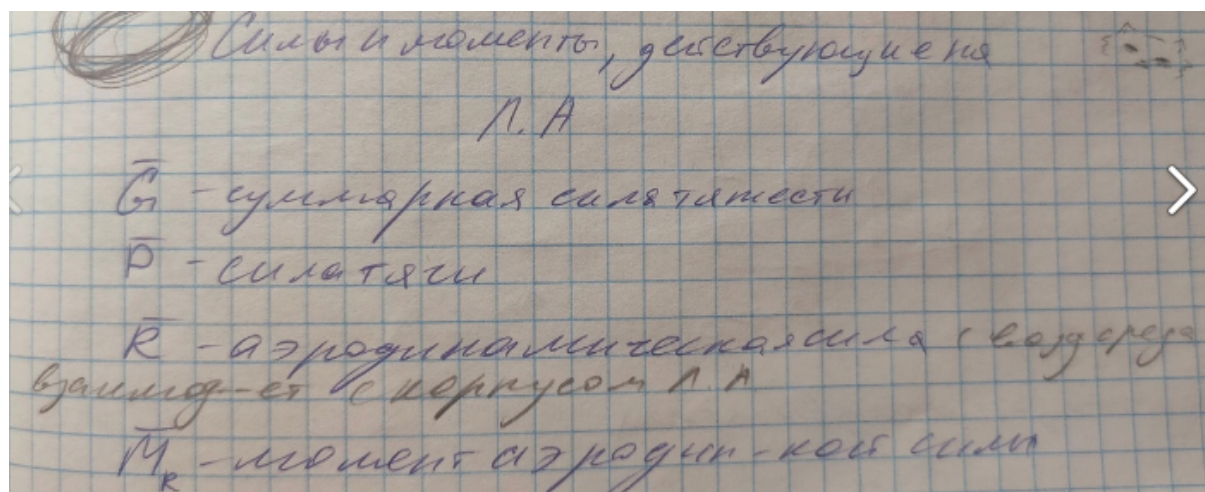 Силы и моменты, действующие на
Л.А
G̅ - суммарная сила тяжести
P̅ - сила тяги
R̅ - аэродинамическая сила (возд среда
взаимод-ет с корпусом Л.А
M̅ᵣ - момент аэродин-кой силы